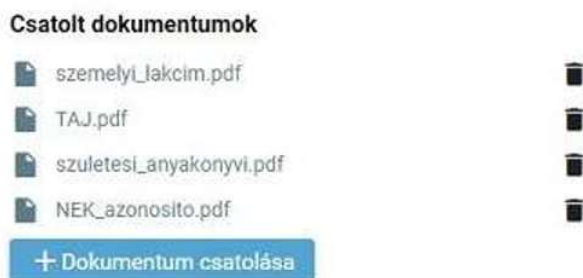 Csatolt dokumentumok
szemelyi_lakcim.pdf
TAJ.pdf
szuletesi_anyakonyvi.pdf
NEK_azonosito.pdf
+ Dokumentum csatolása